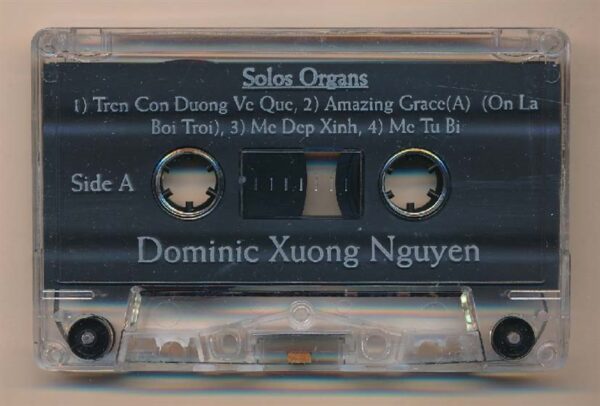 Solos Organs
1) Tren Con Duong Ve Que, 2) Amazing Grace(A) (On La
Boi Troi), 3) Me Dep Xinh, 4) Me Tu Bi
Side A
Dominic Xuong Nguyen